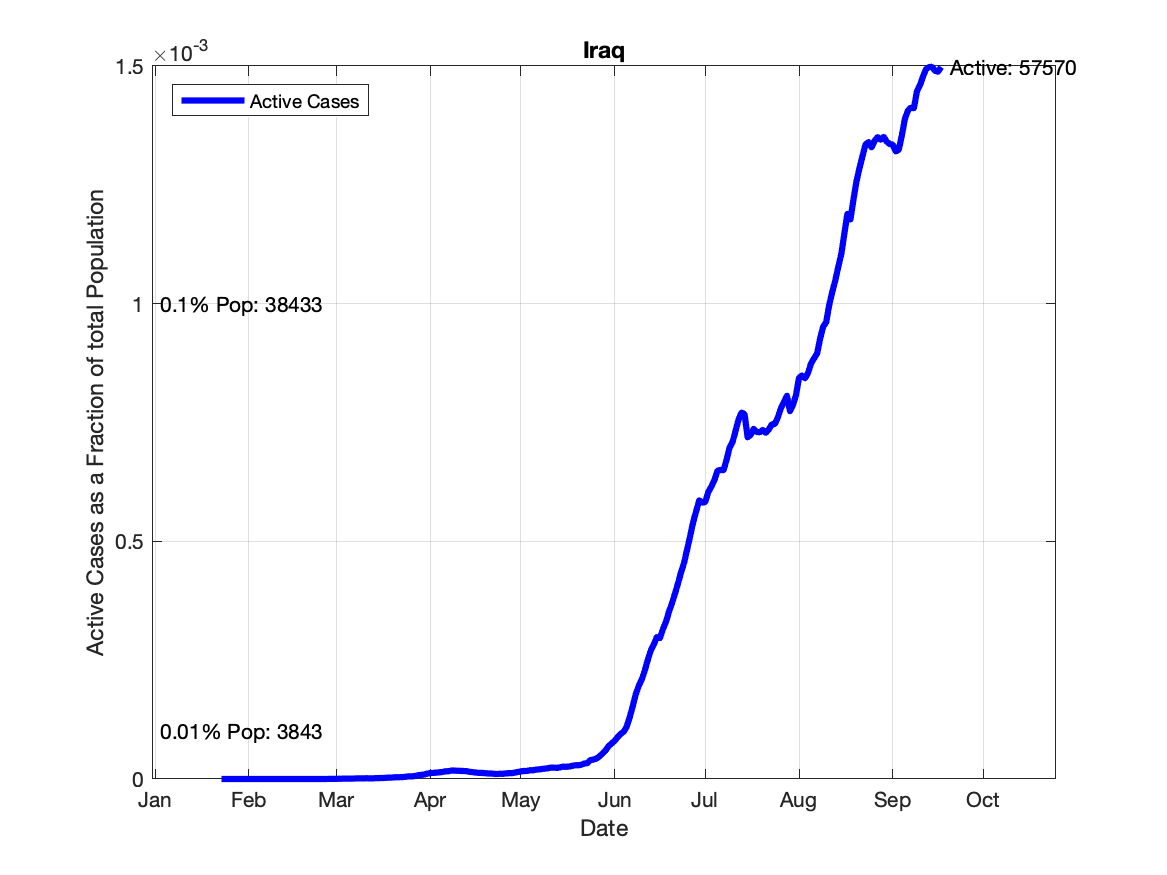 Iraq
×10-3
1.5
Active: 57570
Active Cases
Active Cases as a Fraction of total Population
1
0.1% Pop: 38433
0.5
0.01% Pop: 3843
0
Jan Feb Mar Apr May Jun Jul Aug Sep Oct
Date